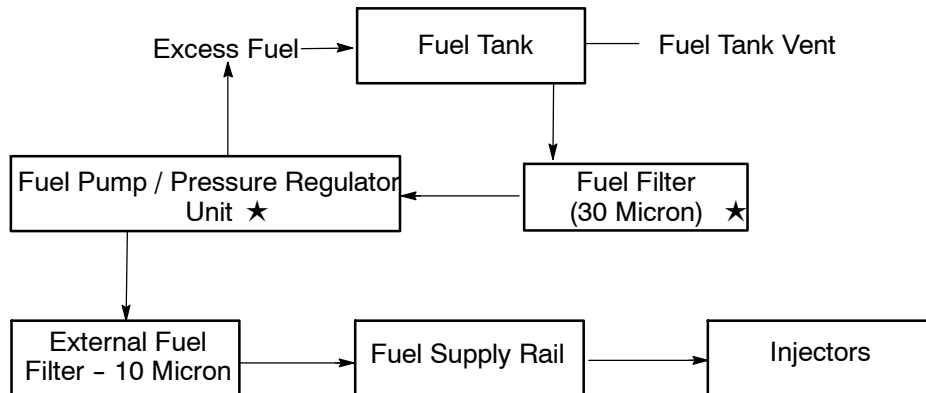 Excess Fuel
Fuel Tank
Fuel Tank Vent
Fuel Pump / Pressure Regulator
Unit ★
Fuel Filter
(30 Micron) ★
External Fuel
Filter – 10 Micron
Fuel Supply Rail
Injectors